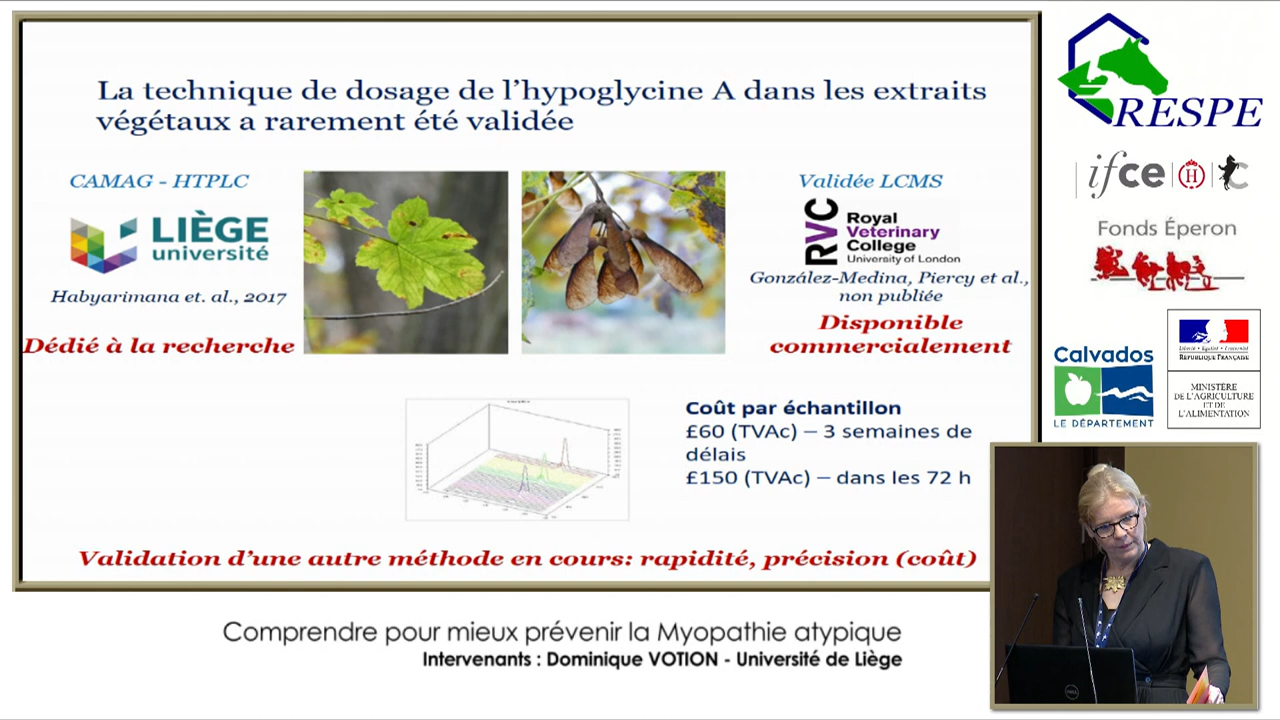 La technique de dosage de l'hypoglycine A dans les extraits
végétaux a rarement été validée
CAMAG - HTPLC
LIÈGE
université
Habyarimana et. al., 2017
Dédié à la recherche
Validée LCMS
RVC
Royal
Veterinary
College
University of London
González-Medina, Piercy et al.,
non publiée
Disponible
commercialement
Coût par échantillon
£60 (TVAc) – 3 semaines de
délais
£150 (TVAc) – dans les 72 h
Validation d'une autre méthode en cours: rapidité, précision (coût)
RESPE
ifce
H
Fonds Éperon
Calvados
LE DÉPARTEMENT
Liberté • Égalité • Fraternité
RÉPUBLIQUE FRANÇAISE
MINISTÈRE
DE L'AGRICULTURE
ET DE
L'ALIMENTATION
DELL
Comprendre pour mieux prévenir la Myopathie atypique
Intervenants : Dominique VOTION - Université de Liège